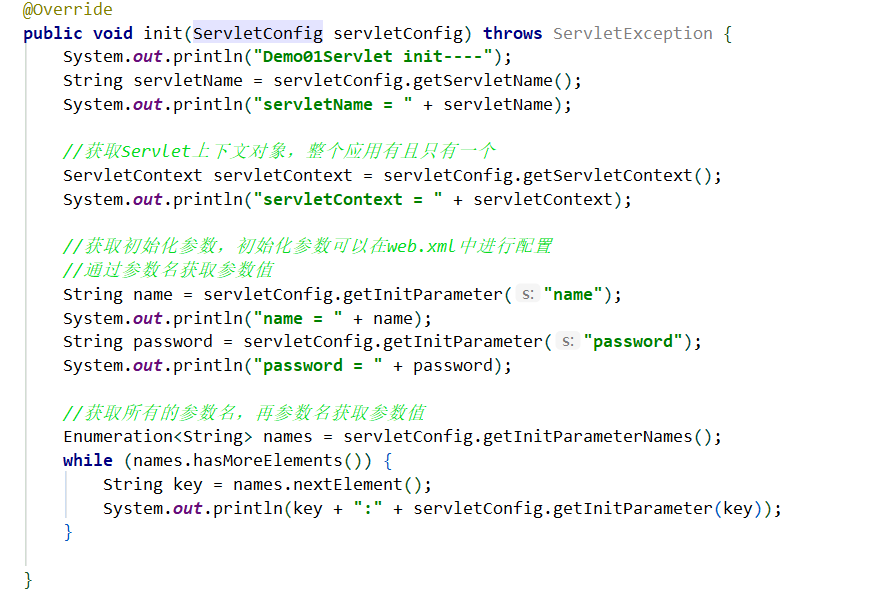 @Override
public void init(ServletConfig servletConfig) throws ServletException {
    System.out.println("Demo01Servlet init----");
    String servletName = servletConfig.getServletName();
    System.out.println("servletName = " + servletName);

    //获取Servlet上下文对象，整个应用有且只有一个
    ServletContext servletContext = servletConfig.getServletContext();
    System.out.println("servletContext = " + servletContext);

    //获取初始化参数，初始化参数可以在web.xml中进行配置
    //通过参数名获取参数值
    String name = servletConfig.getInitParameter( s: "name");
    System.out.println("name = " + name);
    String password = servletConfig.getInitParameter( s: "password");
    System.out.println("password = " + password);

    //获取所有的参数名，再参数名获取参数值
    Enumeration<String> names = servletConfig.getInitParameterNames();
    while (names.hasMoreElements()) {
        String key = names.nextElement();
        System.out.println(key + ":" + servletConfig.getInitParameter(key));
    }

}